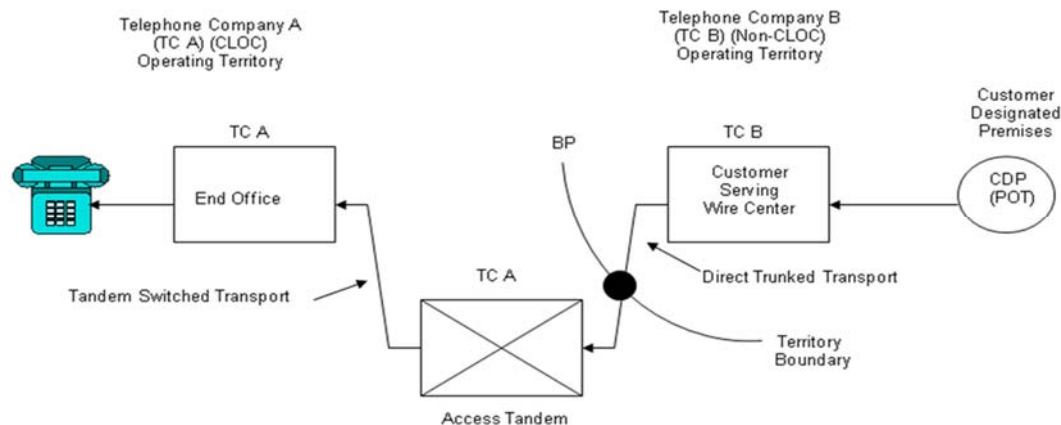 Telephone Company A
(TC A) (CLOC)
Operating Territory
Telephone Company B
(TC B) (Non-CLOC)
Operating Territory
Customer
Designated
Premises
TC A
End Office
BP
TC B
Customer
Serving
Wire Center
CDP
(POT)
Tandem Switched Transport
TC A
Direct Trunked Transport
Territory
Boundary
Access Tandem